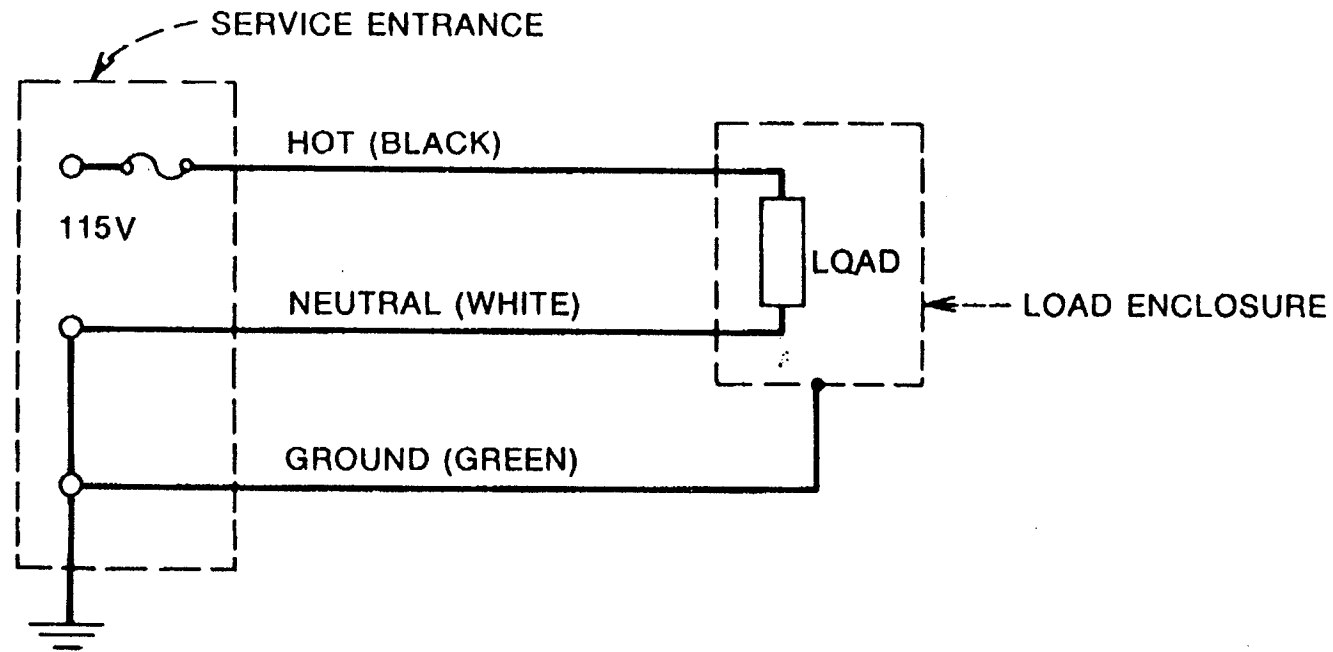 SERVICE ENTRANCE
HOT (BLACK)
115V
LOAD
NEUTRAL (WHITE)
LOAD ENCLOSURE
GROUND (GREEN)